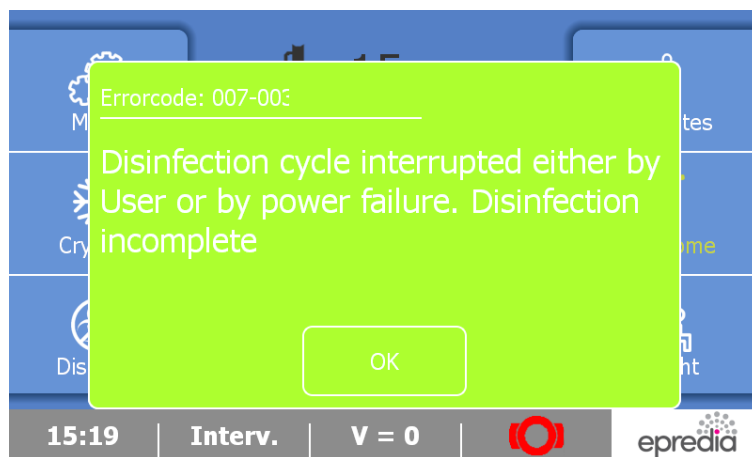 Errorcode: 007-003
Disinfection cycle interrupted either by
User or by power failure. Disinfection
incomplete
OK
15:19 | Interv. | V = 0
epredia